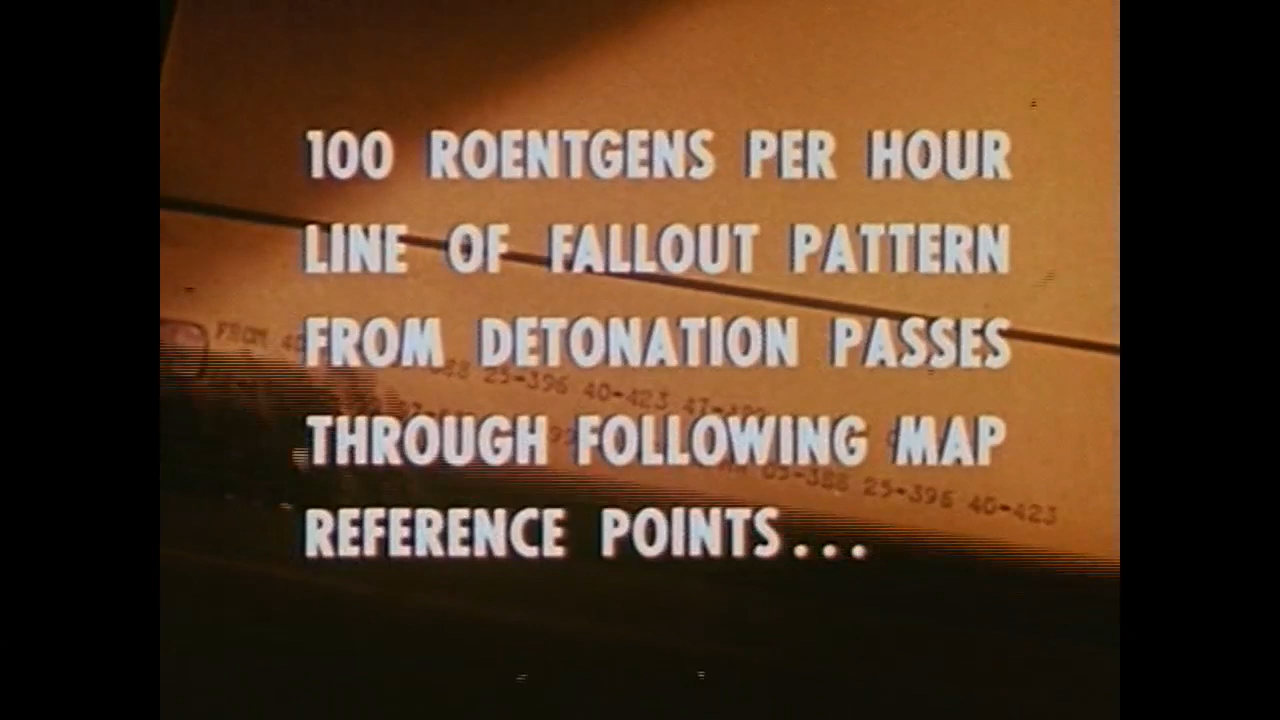 100 ROENTGENS PER HOUR
LINE OF FALLOUT PATTERN
FROM DETONATION PASSES
THROUGH FOLLOWING MAP
REFERENCE POINTS...
FROM
25-396 40-423
05-388 25-396 40-423